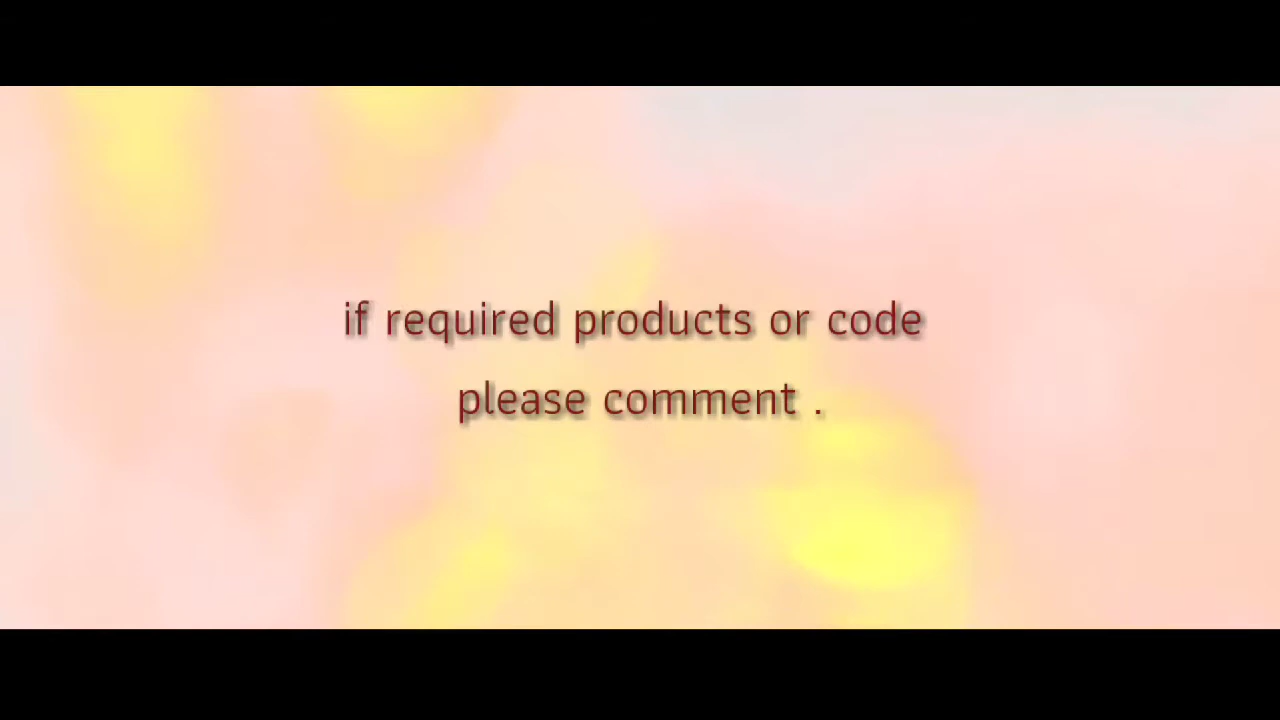 if required products or code
please comment .